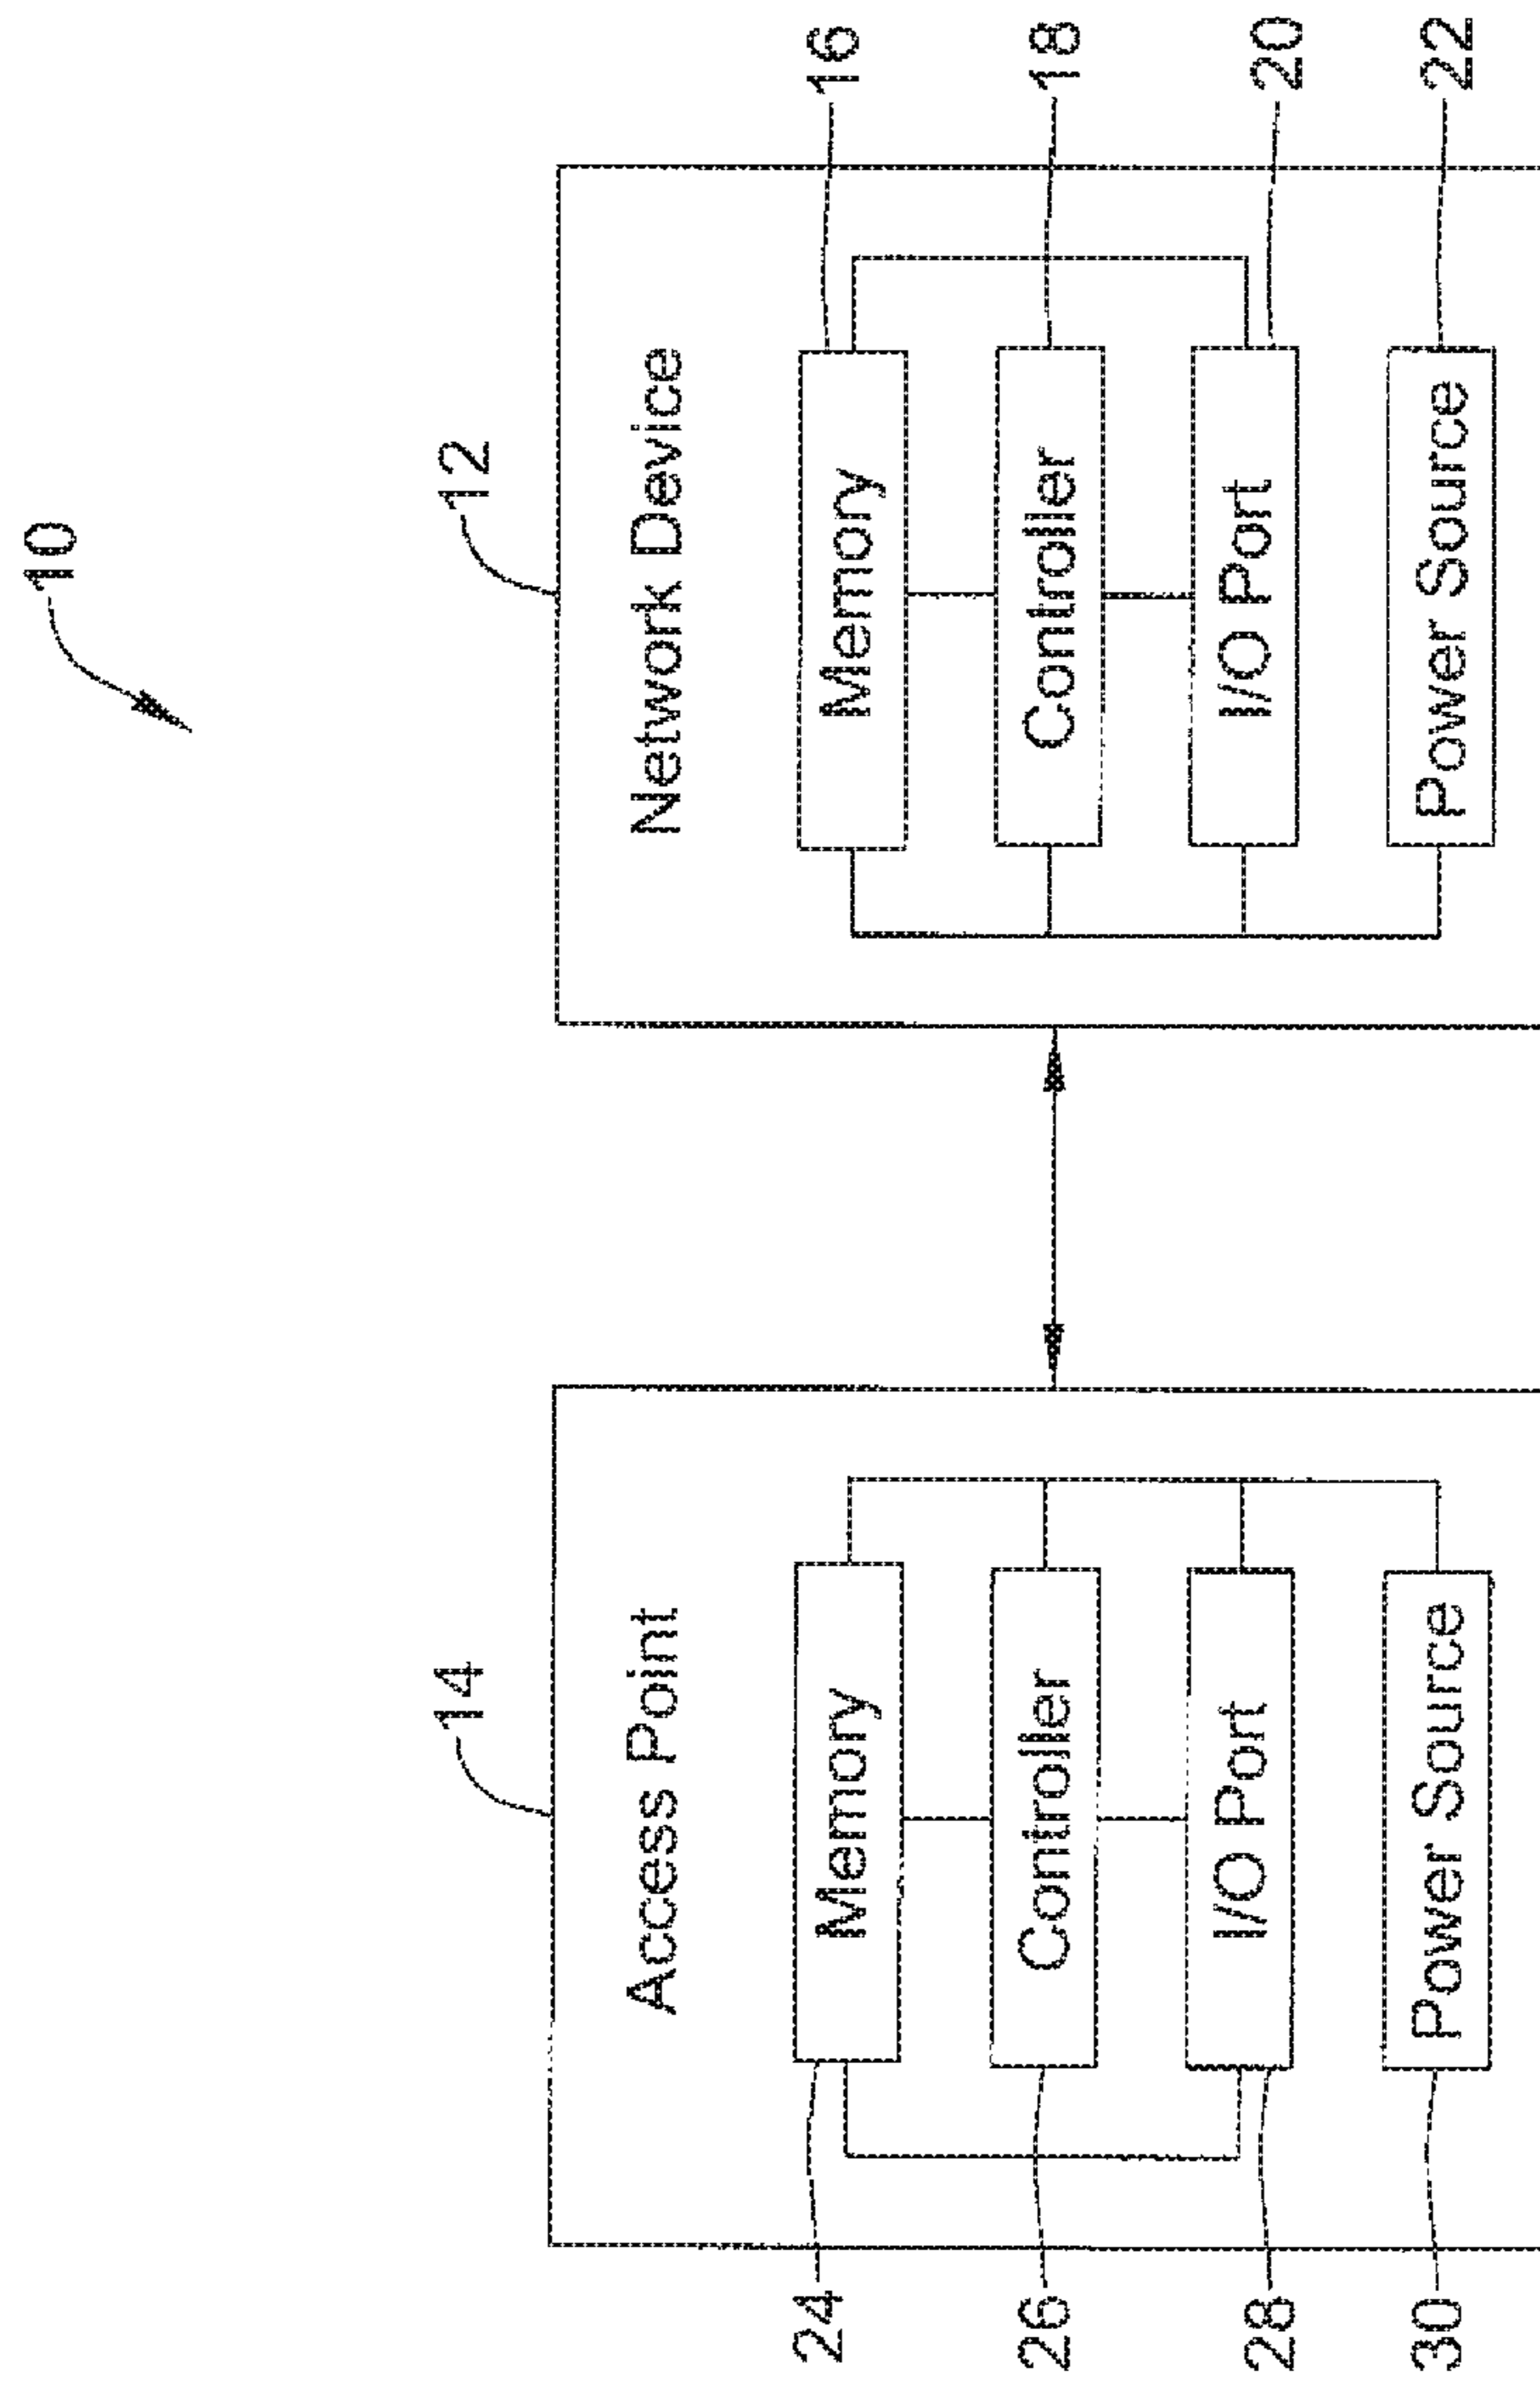 10
14
12
Access Point
Network Device
24
Memory
Memory
16
26
Controller
Controller
18
28
I/O Port
I/O Port
20
30
Power Source
Power Source
22